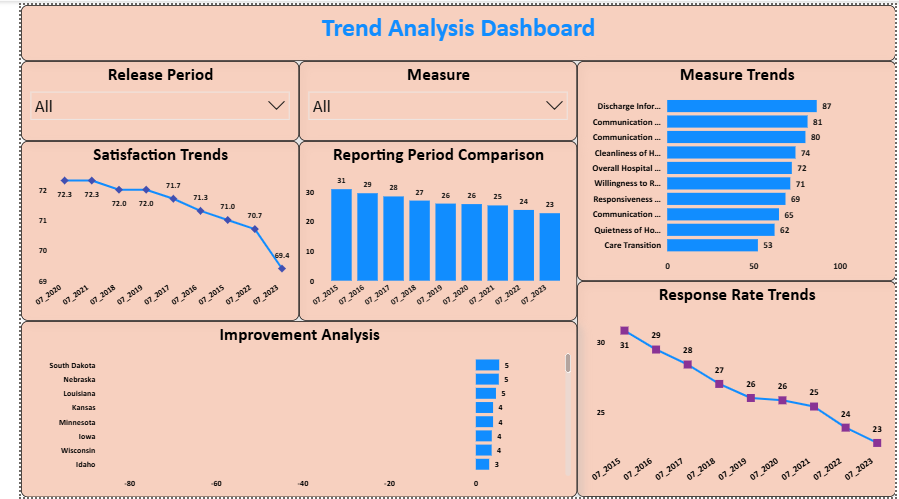 Trend Analysis Dashboard
Release Period
All
Measure
All
Measure Trends
Discharge Infor... 87
Communication ... 81
Communication ... 80
Cleanliness of H... 74
Overall Hospital ... 72
Willingness to R... 71
Responsiveness ... 69
Communication ... 65
Quietness of Ho... 62
Care Transition 53
0 50 100
Satisfaction Trends
72
71
70
69
72.3 72.3 72.0 72.0 71.7 71.3 71.0 70.7 69.4
07_2020 07_2021 07_2018 07_2019 07_2017 07_2016 07_2015 07_2022 07_2023
Reporting Period Comparison
30
20
10
0
31 29 28 27 26 26 25 24 23
07_2015 07_2016 07_2017 07_2018 07_2019 07_2020 07_2021 07_2022 07_2023
Response Rate Trends
30
25
31 29 28 27 26 26 25 24 23
07_2015 07_2016 07_2017 07_2018 07_2019 07_2020 07_2021 07_2022 07_2023
Improvement Analysis
South Dakota 5
Nebraska 5
Louisiana 5
Kansas 4
Minnesota 4
Iowa 4
Wisconsin 4
Idaho 3
-80 -60 -40 -20 0